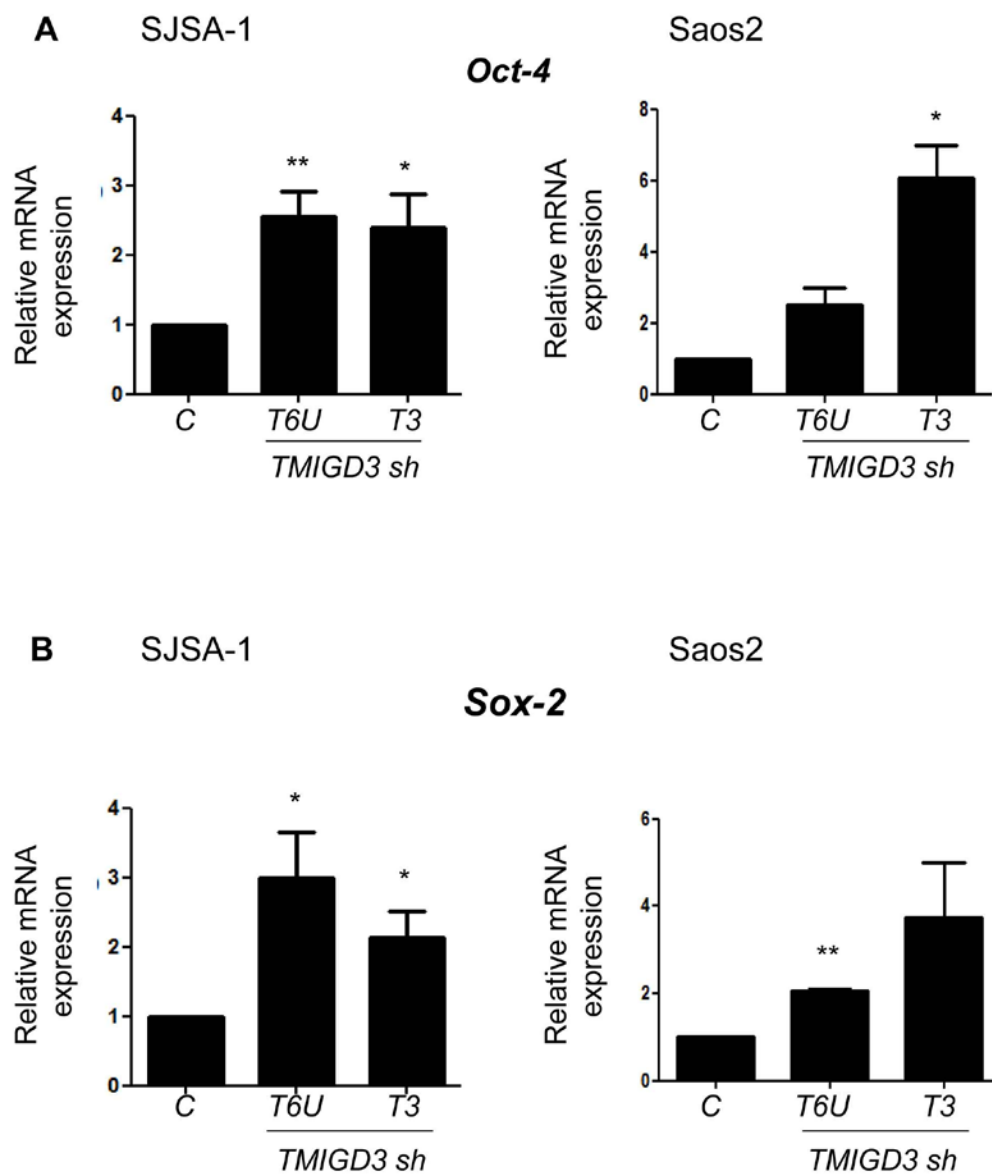 A SJSA-1 Saos2
Oct-4
Relative mRNA
expression
4
3
2
1
0
** *
C T6U T3
TMIGD3 sh
Relative mRNA
expression
8
6
4
2
0
*
C T6U T3
TMIGD3 sh
B SJSA-1 Saos2
Sox-2
Relative mRNA
expression
4
3
2
1
0
* *
C T6U T3
TMIGD3 sh
Relative mRNA
expression
6
4
2
0
**
C T6U T3
TMIGD3 sh